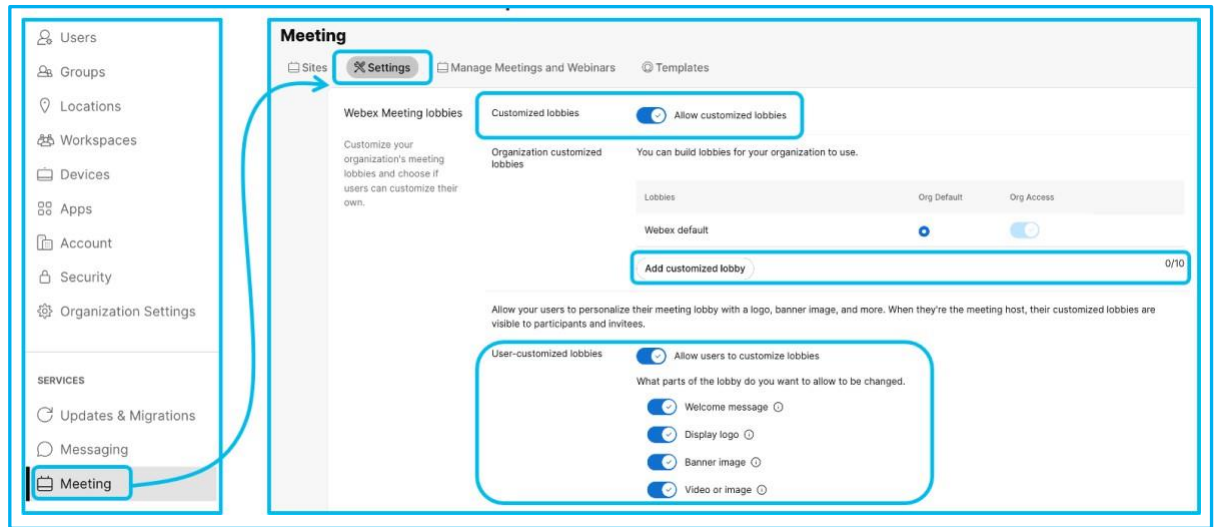 Users
Groups
Locations
Workspaces
Devices
Apps
Account
Security
Organization Settings
SERVICES
Updates & Migrations
Messaging
Meeting
Meeting
Sites Settings Manage Meetings and Webinars Templates
Webex Meeting lobbies
Customize your
organization's meeting
lobbies and choose if
users can customize their
own.
Customized lobbies Allow customized lobbies
Organization customized
lobbies
You can build lobbies for your organization to use.
Lobbies Org Default Org Access
Webex default
Add customized lobby 0/10
Allow your users to personalize their meeting lobby with a logo, banner image, and more. When they're the meeting host, their customized lobbies are
visible to participants and invitees.
User-customized lobbies Allow users to customize lobbies
What parts of the lobby do you want to allow to be changed.
Welcome message
Display logo
Banner image
Video or image